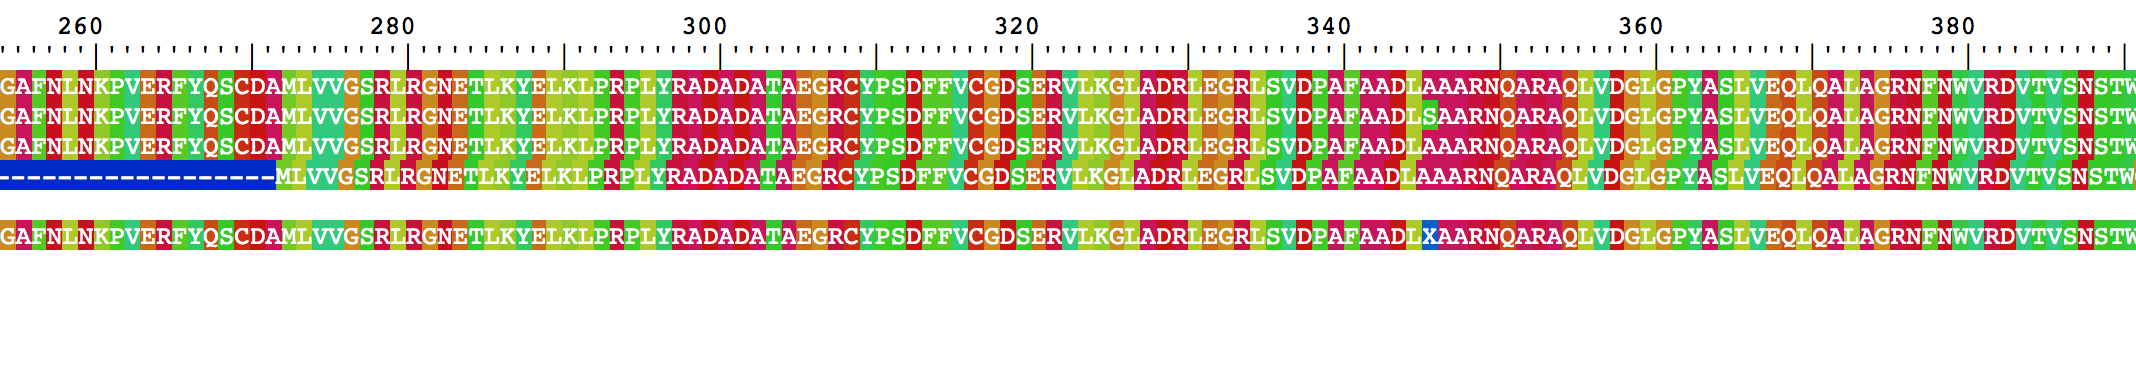 260 280 300 320 340 360 380
GAFNLNKPVERFYQSCDAMLVVGSRLRGNETLKYELKLPRPLYRADADATAEGRCYPSDFFVCGDSERVLKGLADRLEGRLSVDPAFAADLAAARNQARAQLVDGLGPYASLVEQLQALAGRNFNWVRDVTVSNSTW
GAFNLNKPVERFYQSCDAMLVVGSRLRGNETLKYELKLPRPLYRADADATAEGRCYPSDFFVCGDSERVLKGLADRLEGRLSVDPAFAADLSAARNQARAQLVDGLGPYASLVEQLQALAGRNFNWVRDVTVSNSTW
GAFNLNKPVERFYQSCDAMLVVGSRLRGNETLKYELKLPRPLYRADADATAEGRCYPSDFFVCGDSERVLKGLADRLEGRLSVDPAFAADLAAARNQARAQLVDGLGPYASLVEQLQALAGRNFNWVRDVTVSNSTW
------------------MLVVGSRLRGNETLKYELKLPRPLYRADADATAEGRCYPSDFFVCGDSERVLKGLADRLEGRLSVDPAFAADLAAARNQARAQLVDGLGPYASLVEQLQALAGRNFNWVRDVTVSNSTW
GAFNLNKPVERFYQSCDAMLVVGSRLRGNETLKYELKLPRPLYRADADATAEGRCYPSDFFVCGDSERVLKGLADRLEGRLSVDPAFAADLXAARNQARAQLVDGLGPYASLVEQLQALAGRNFNWVRDVTVSNSTW